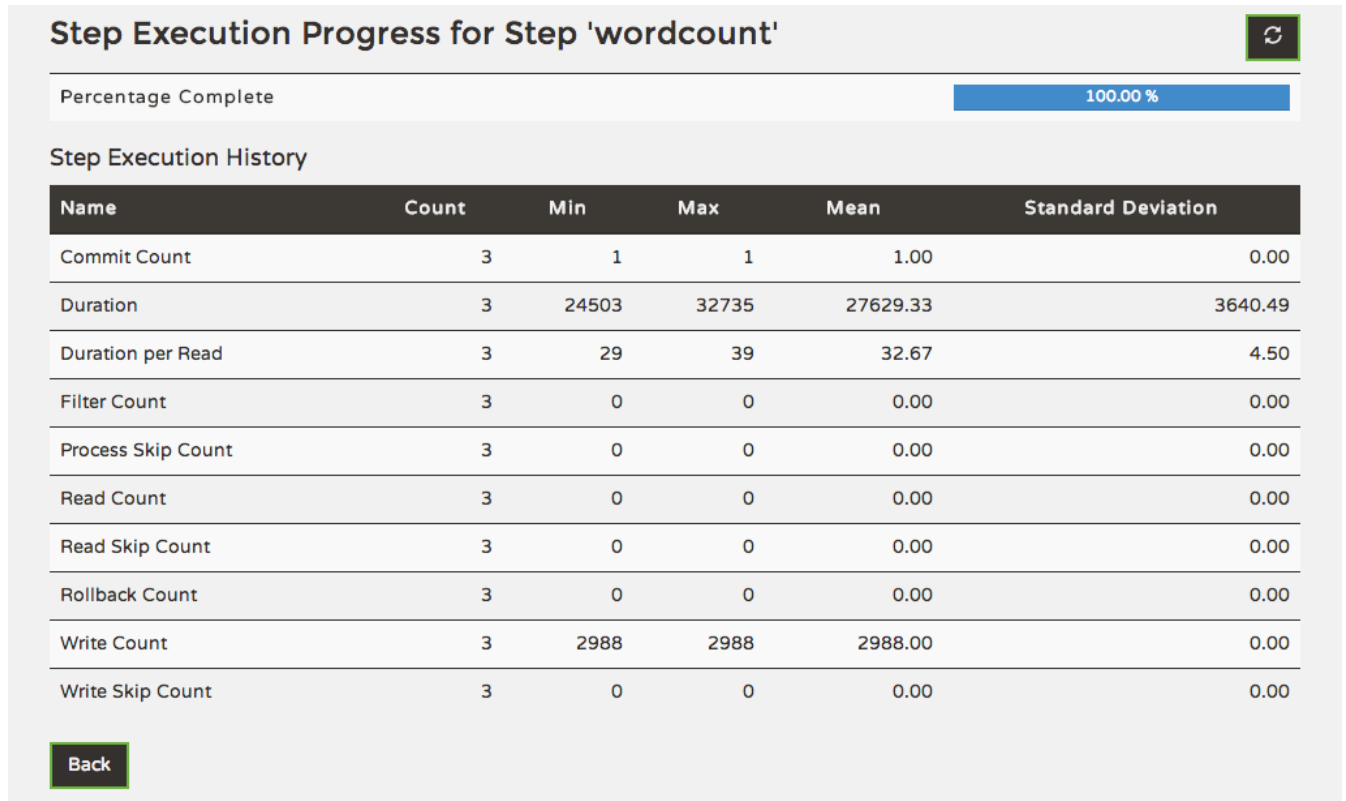 Step Execution Progress for Step 'wordcount'
Percentage Complete 100.00 %
Step Execution History
Name Count Min Max Mean Standard Deviation
Commit Count 3 1 1 1.00 0.00
Duration 3 24503 32735 27629.33 3640.49
Duration per Read 3 29 39 32.67 4.50
Filter Count 3 0 0 0.00 0.00
Process Skip Count 3 0 0 0.00 0.00
Read Count 3 0 0 0.00 0.00
Read Skip Count 3 0 0 0.00 0.00
Rollback Count 3 0 0 0.00 0.00
Write Count 3 2988 2988 2988.00 0.00
Write Skip Count 3 0 0 0.00 0.00
Back